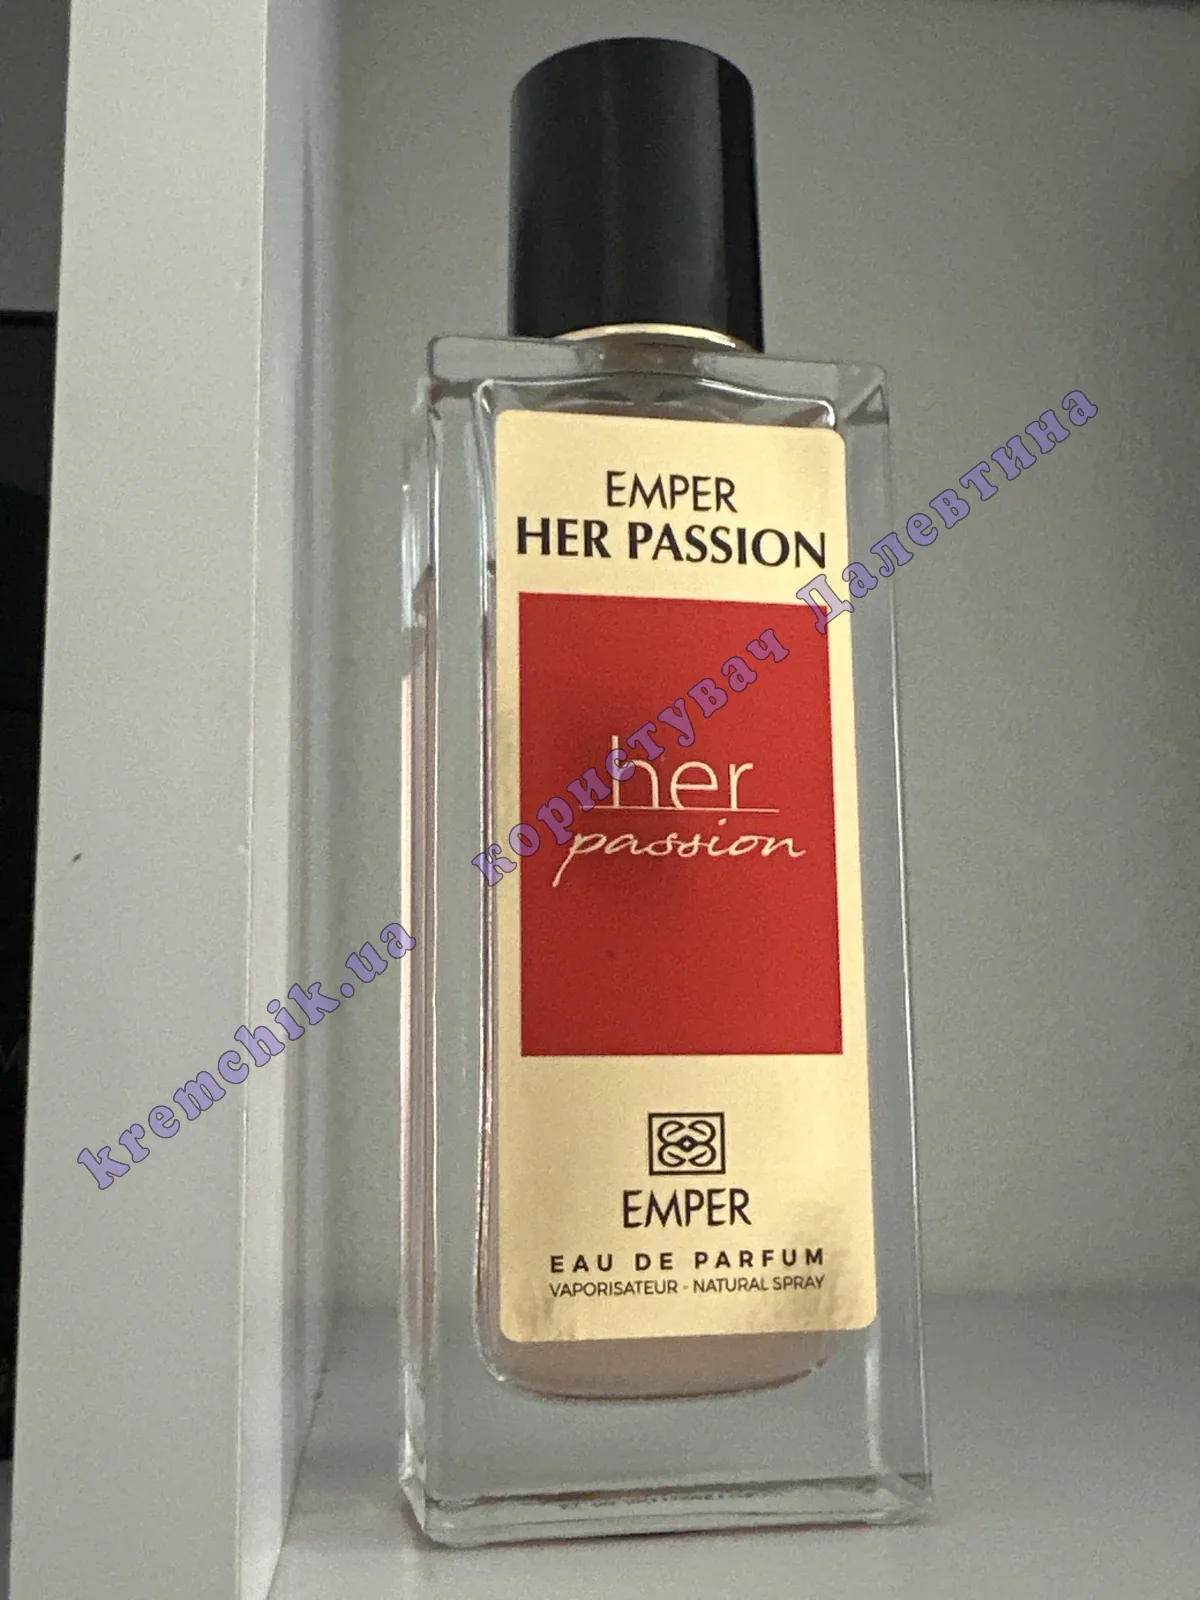 EMPER
HER PASSION
her
passion
EMPER
EAU DE PARFUM
VAPORISATEUR - NATURAL SPRAY
kremchik.ua користувач Далевтина